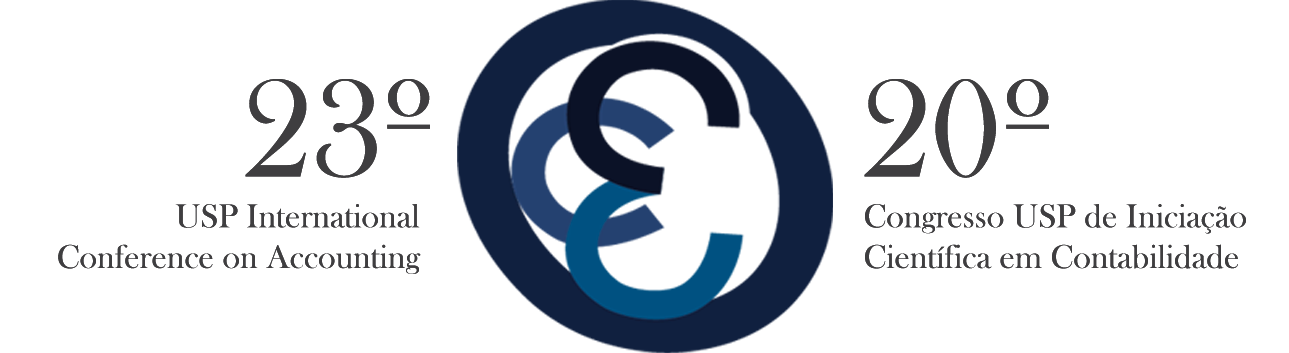 23º
USP International
Conference on Accounting
20º
Congresso USP de Iniciação
Científica em Contabilidade